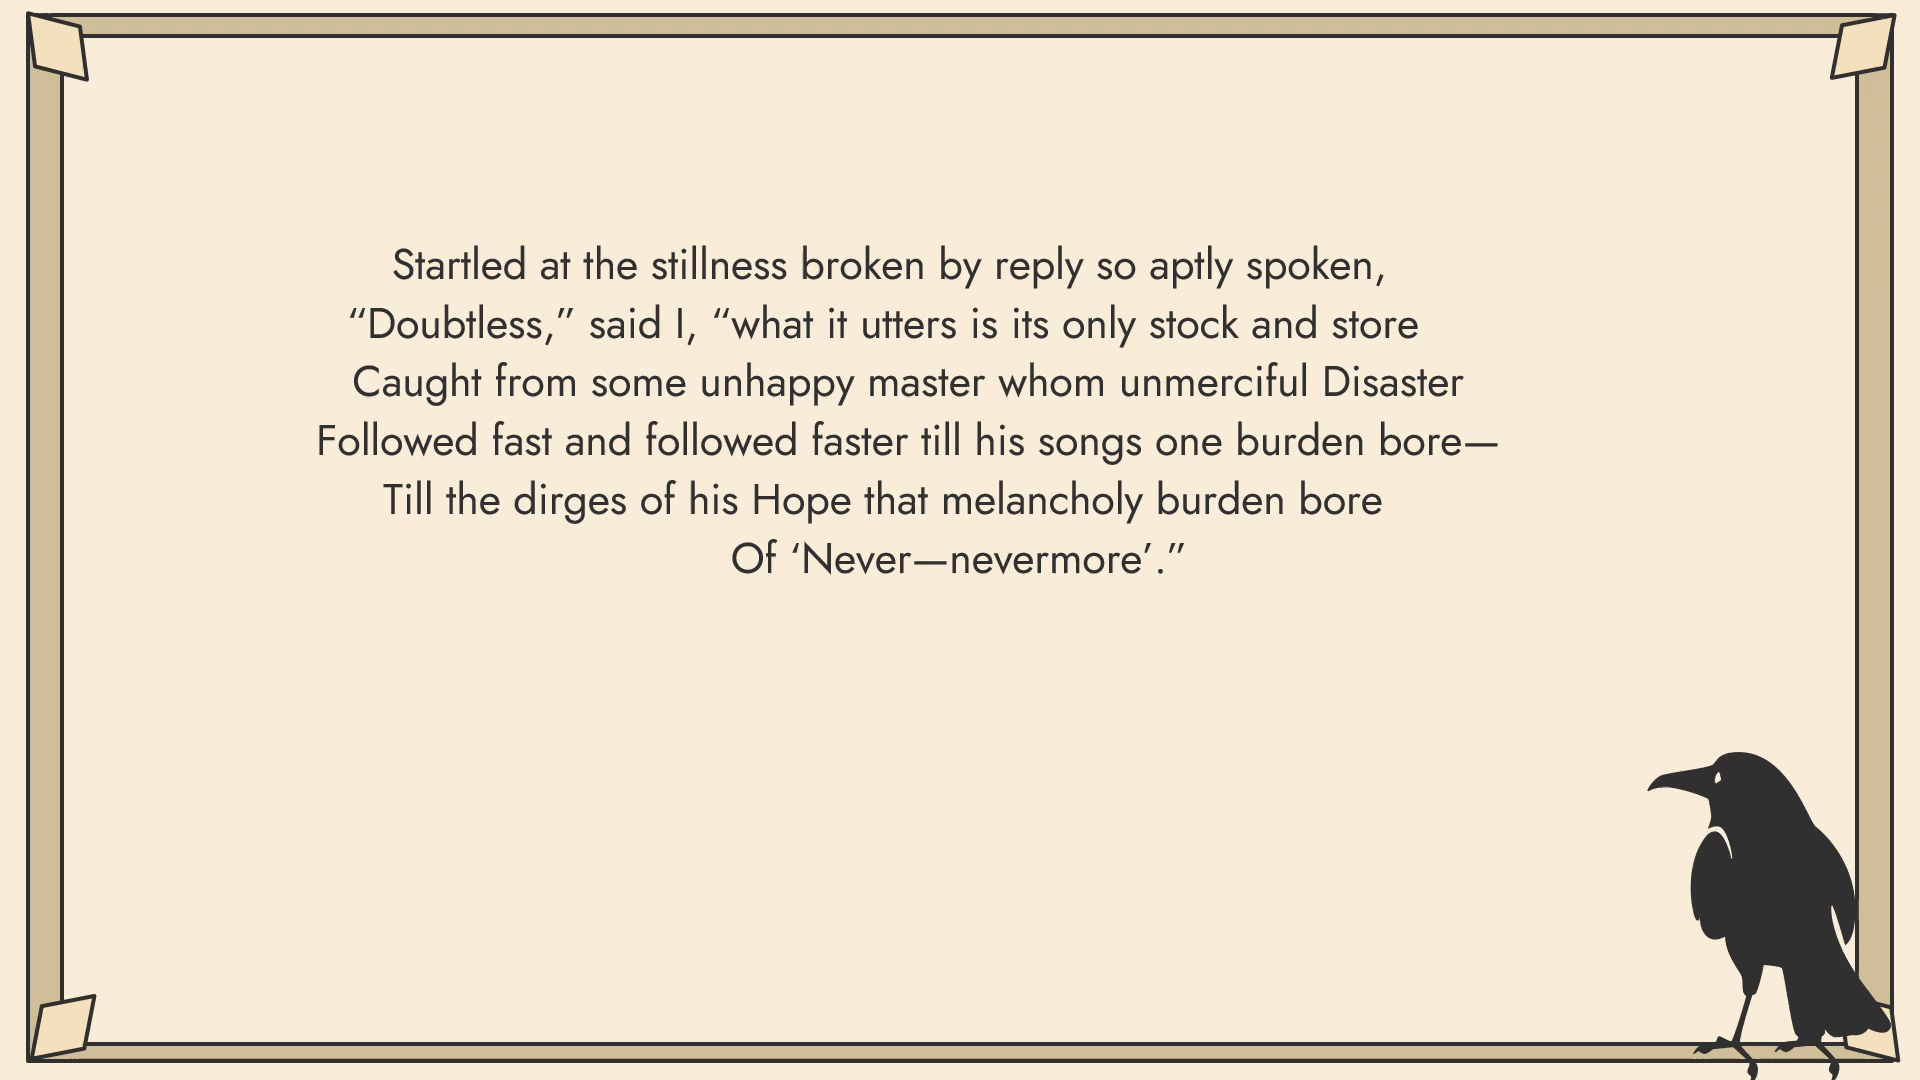 Startled at the stillness broken by reply so aptly spoken,
“Doubtless,” said I, “what it utters is its only stock and store
Caught from some unhappy master whom unmerciful Disaster
Followed fast and followed faster till his songs one burden bore—
Till the dirges of his Hope that melancholy burden bore
Of ‘Never—nevermore’.”